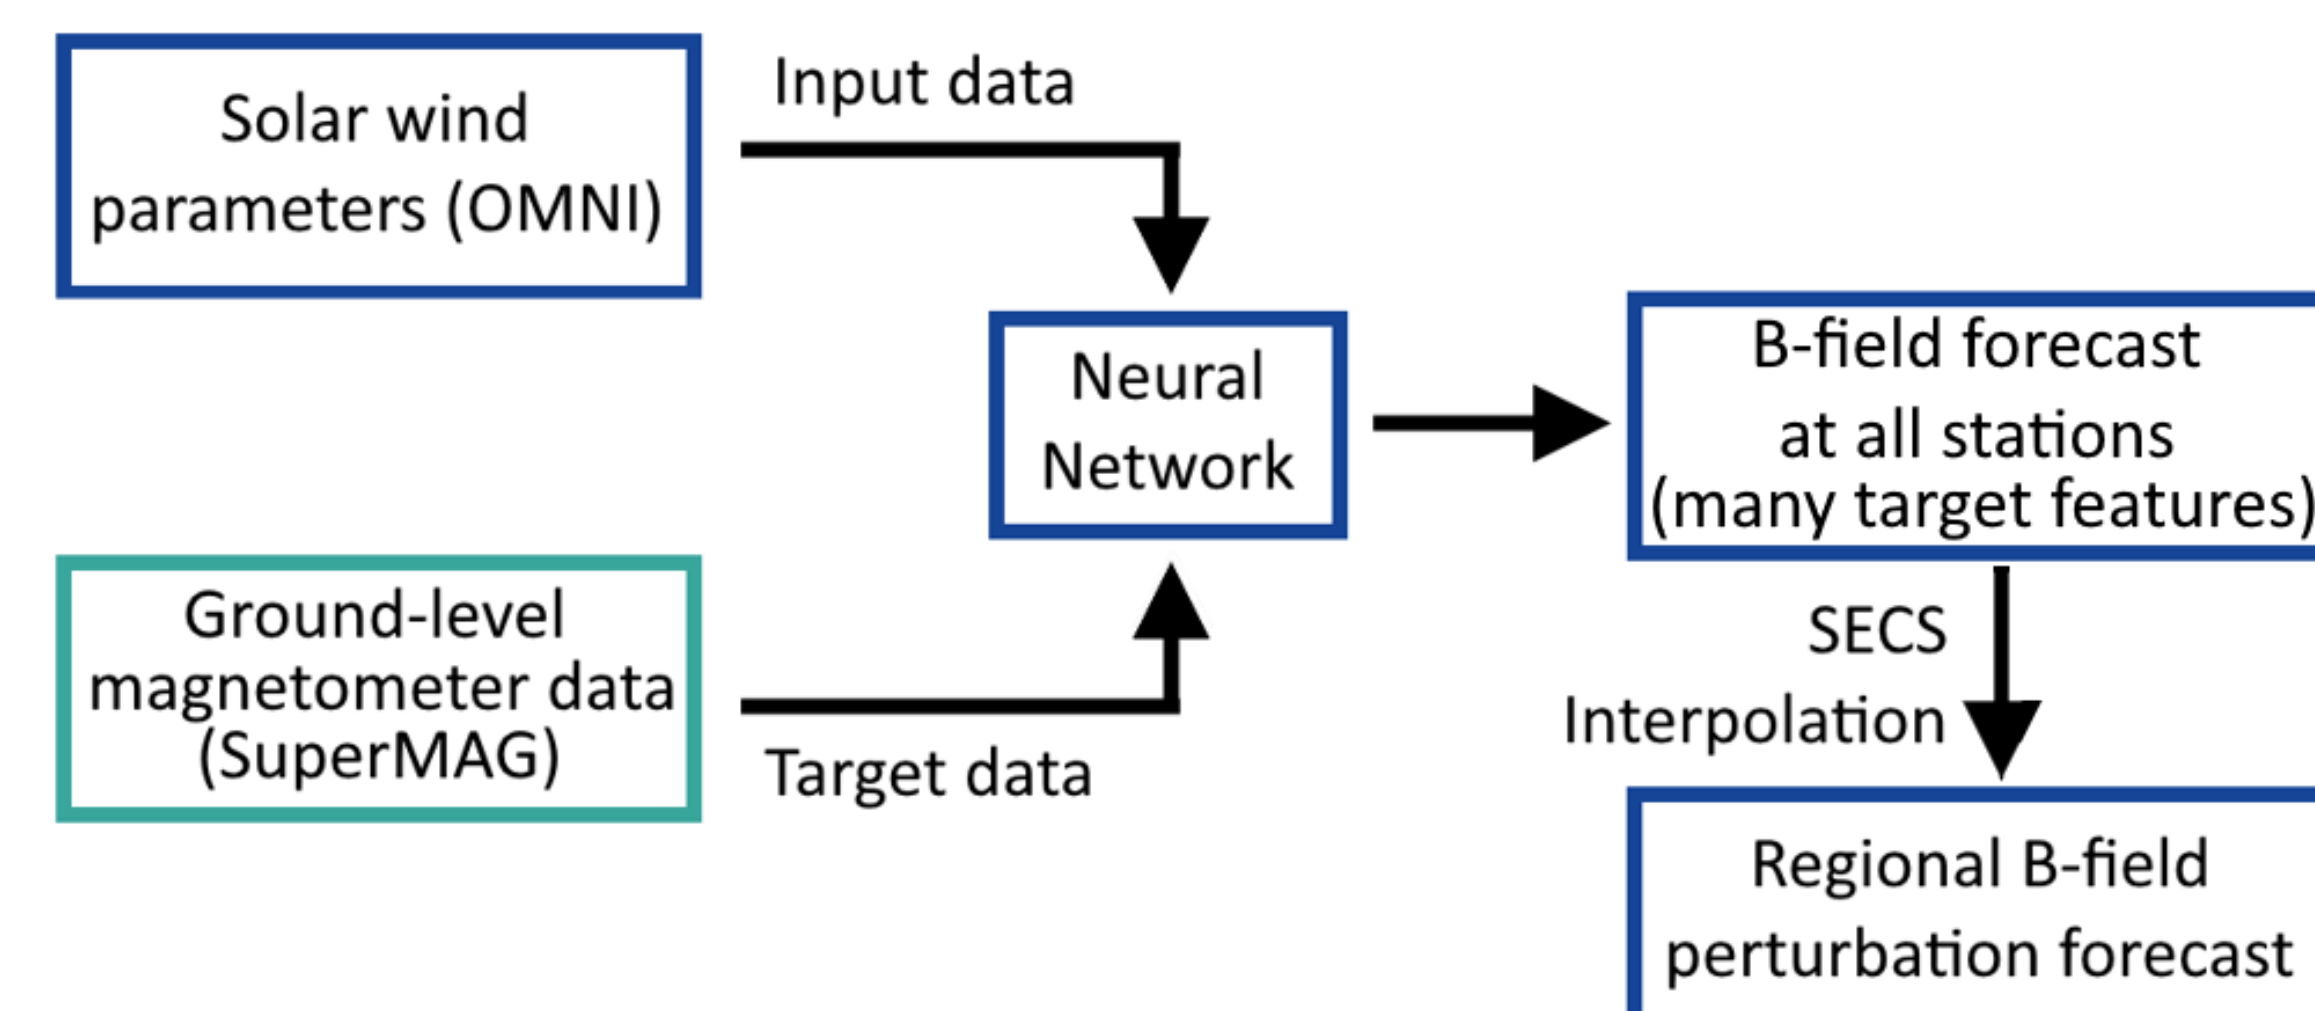 Solar wind
parameters (OMNI)
Input data
Neural
Network
Ground-level
magnetometer data
(SuperMAG)
Target data
B-field forecast
at all stations
(many target features)
SECS
Interpolation
Regional B-field
perturbation forecast